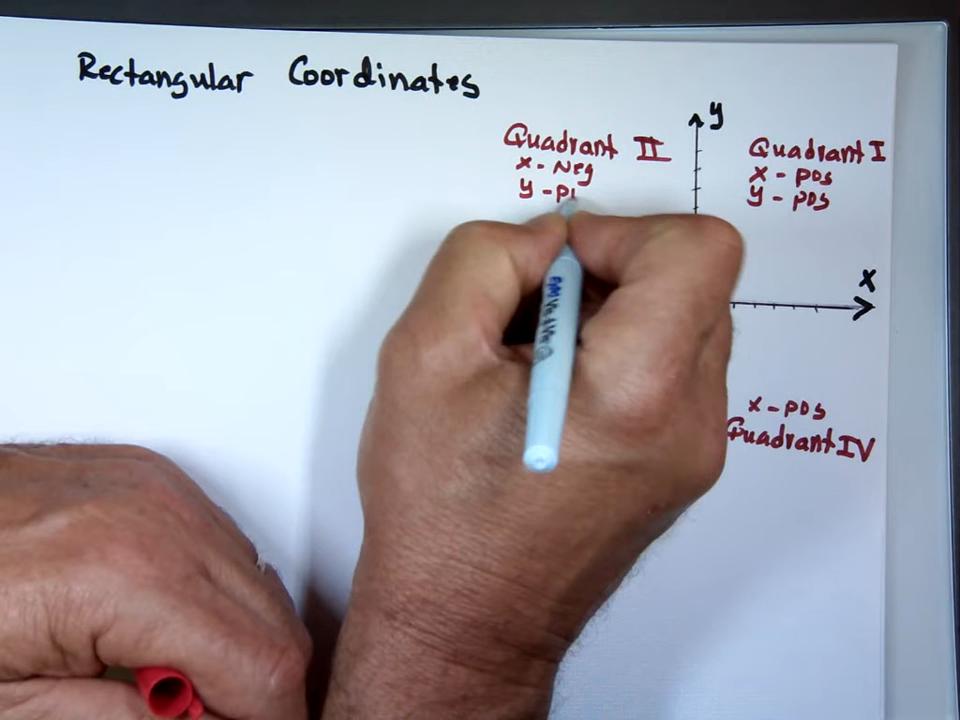 Rectangular Coordinates
y
Quadrant II
x - Neg
y - p
Quadrant I
x - pos
y - pos
x
x - pos
Quadrant IV